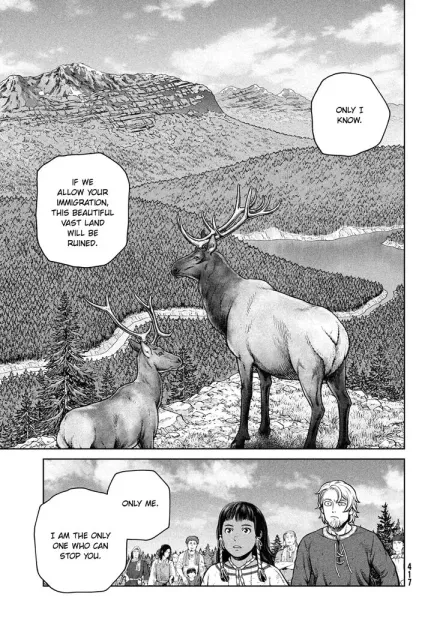 ONLY I
KNOW.
IF WE
ALLOW YOUR
IMMIGRATION,
THIS BEAUTIFUL
VAST LAND
WILL BE
RUINED.
ONLY ME.
I AM THE ONLY
ONE WHO CAN
STOP YOU.
417